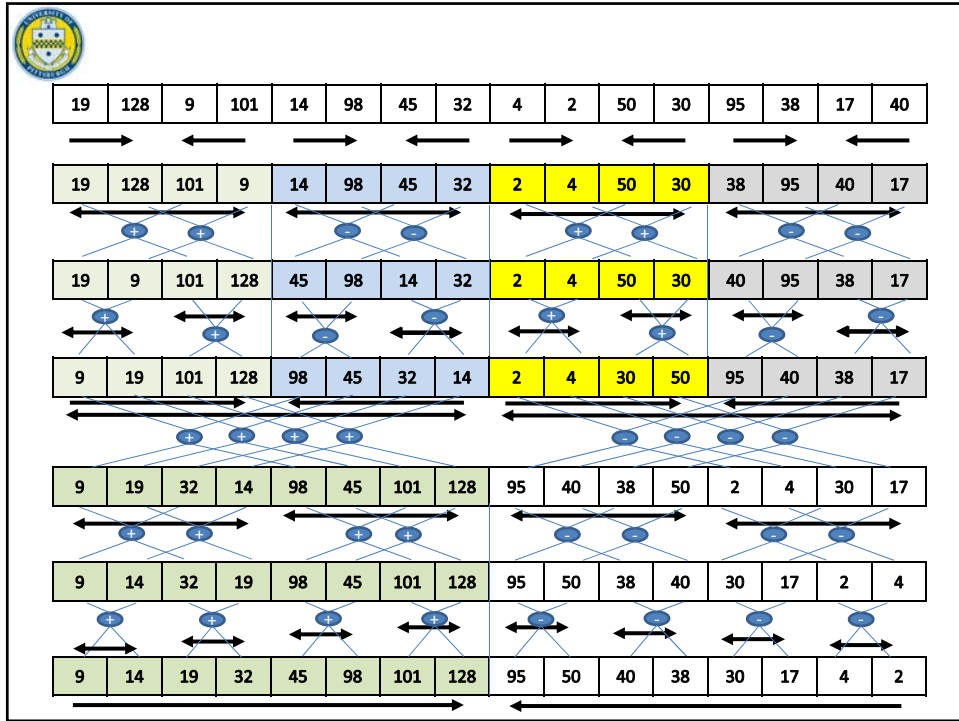 UNIVERSITY OF PITTSBURGH
19 128 9 101 14 98 45 32 4 2 50 30 95 38 17 40
19 128 101 9 14 98 45 32 2 4 50 30 38 95 40 17
+ + - - + + - -
19 9 101 128 45 98 14 32 2 4 50 30 40 95 38 17
+ + - - + + - -
9 19 101 128 98 45 32 14 2 4 30 50 95 40 38 17
+ + + + - - - -
9 19 32 14 98 45 101 128 95 40 38 50 2 4 30 17
+ + + + - - - -
9 14 32 19 98 45 101 128 95 50 38 40 30 17 2 4
+ + + + - - - -
9 14 19 32 45 98 101 128 95 50 40 38 30 17 4 2